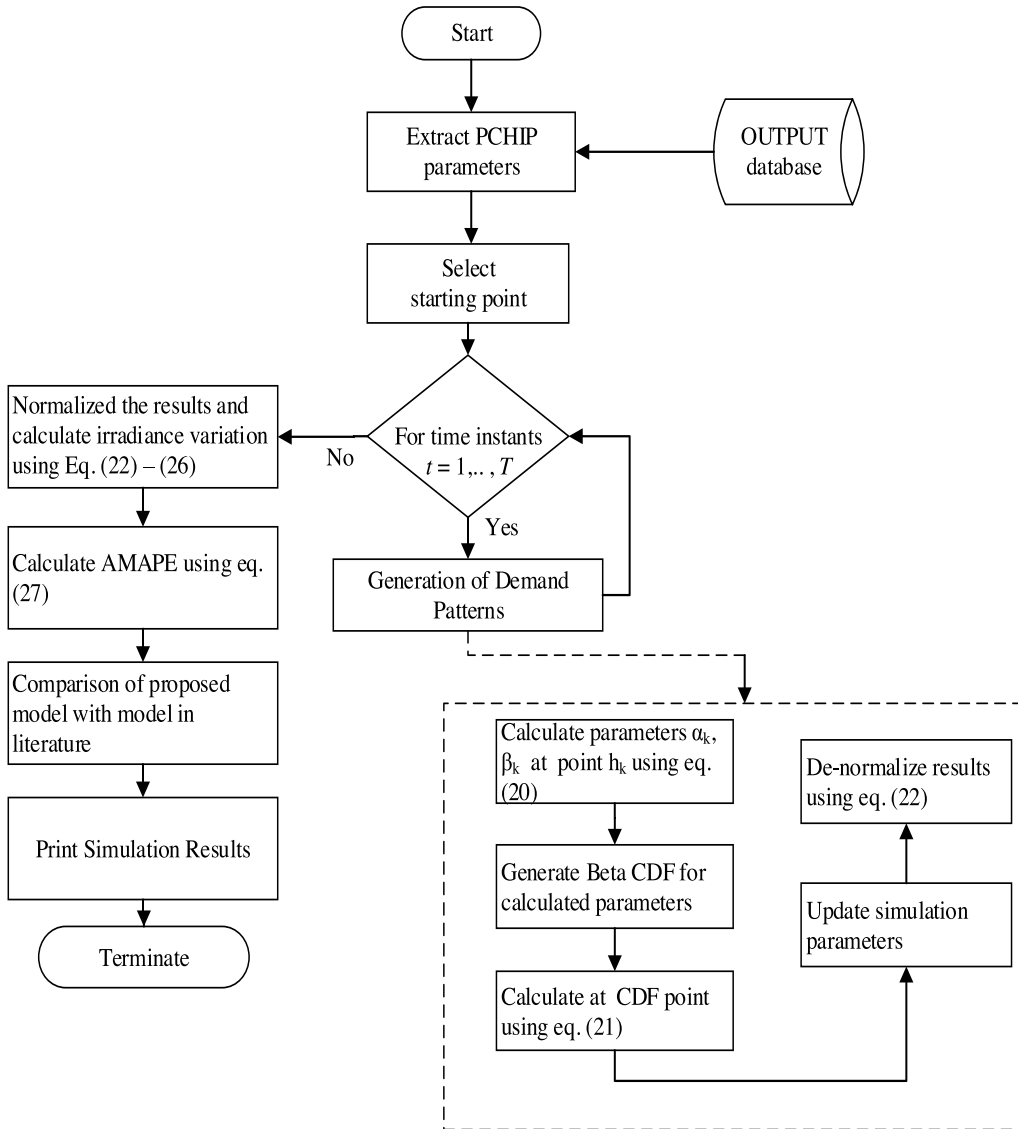 Start
Extract PCHIP
parameters
OUTPUT
database
Select
starting point
For time instants
t = 1,.. , T
No
Yes
Normalized the results and
calculate irradiance variation
using Eq. (22) – (26)
Calculate AMAPE using eq.
(27)
Comparison of proposed
model with model in
literature
Print Simulation Results
Terminate
Generation of Demand
Patterns
Calculate parameters αk,
βk at point hk using eq.
(20)
Generate Beta CDF for
calculated parameters
Calculate at CDF point
using eq. (21)
De-normalize results
using eq. (22)
Update simulation
parameters